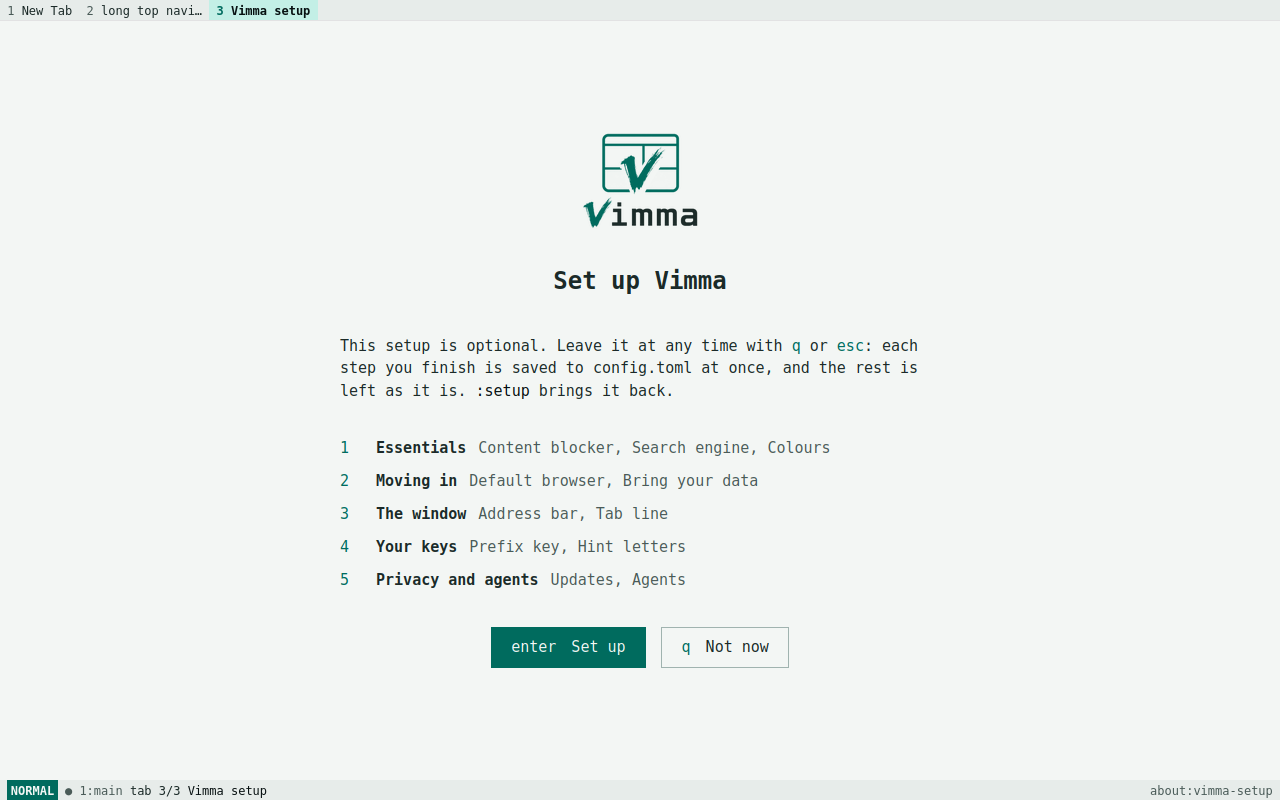 1 New Tab 2 long top navi… 3 Vimma setup
Vimma
Set up Vimma
This setup is optional. Leave it at any time with q or esc: each
step you finish is saved to config.toml at once, and the rest is
left as it is. :setup brings it back.
1 Essentials Content blocker, Search engine, Colours
2 Moving in Default browser, Bring your data
3 The window Address bar, Tab line
4 Your keys Prefix key, Hint letters
5 Privacy and agents Updates, Agents
enter Set up q Not now
NORMAL ● 1:main tab 3/3 Vimma setup about:vimma-setup